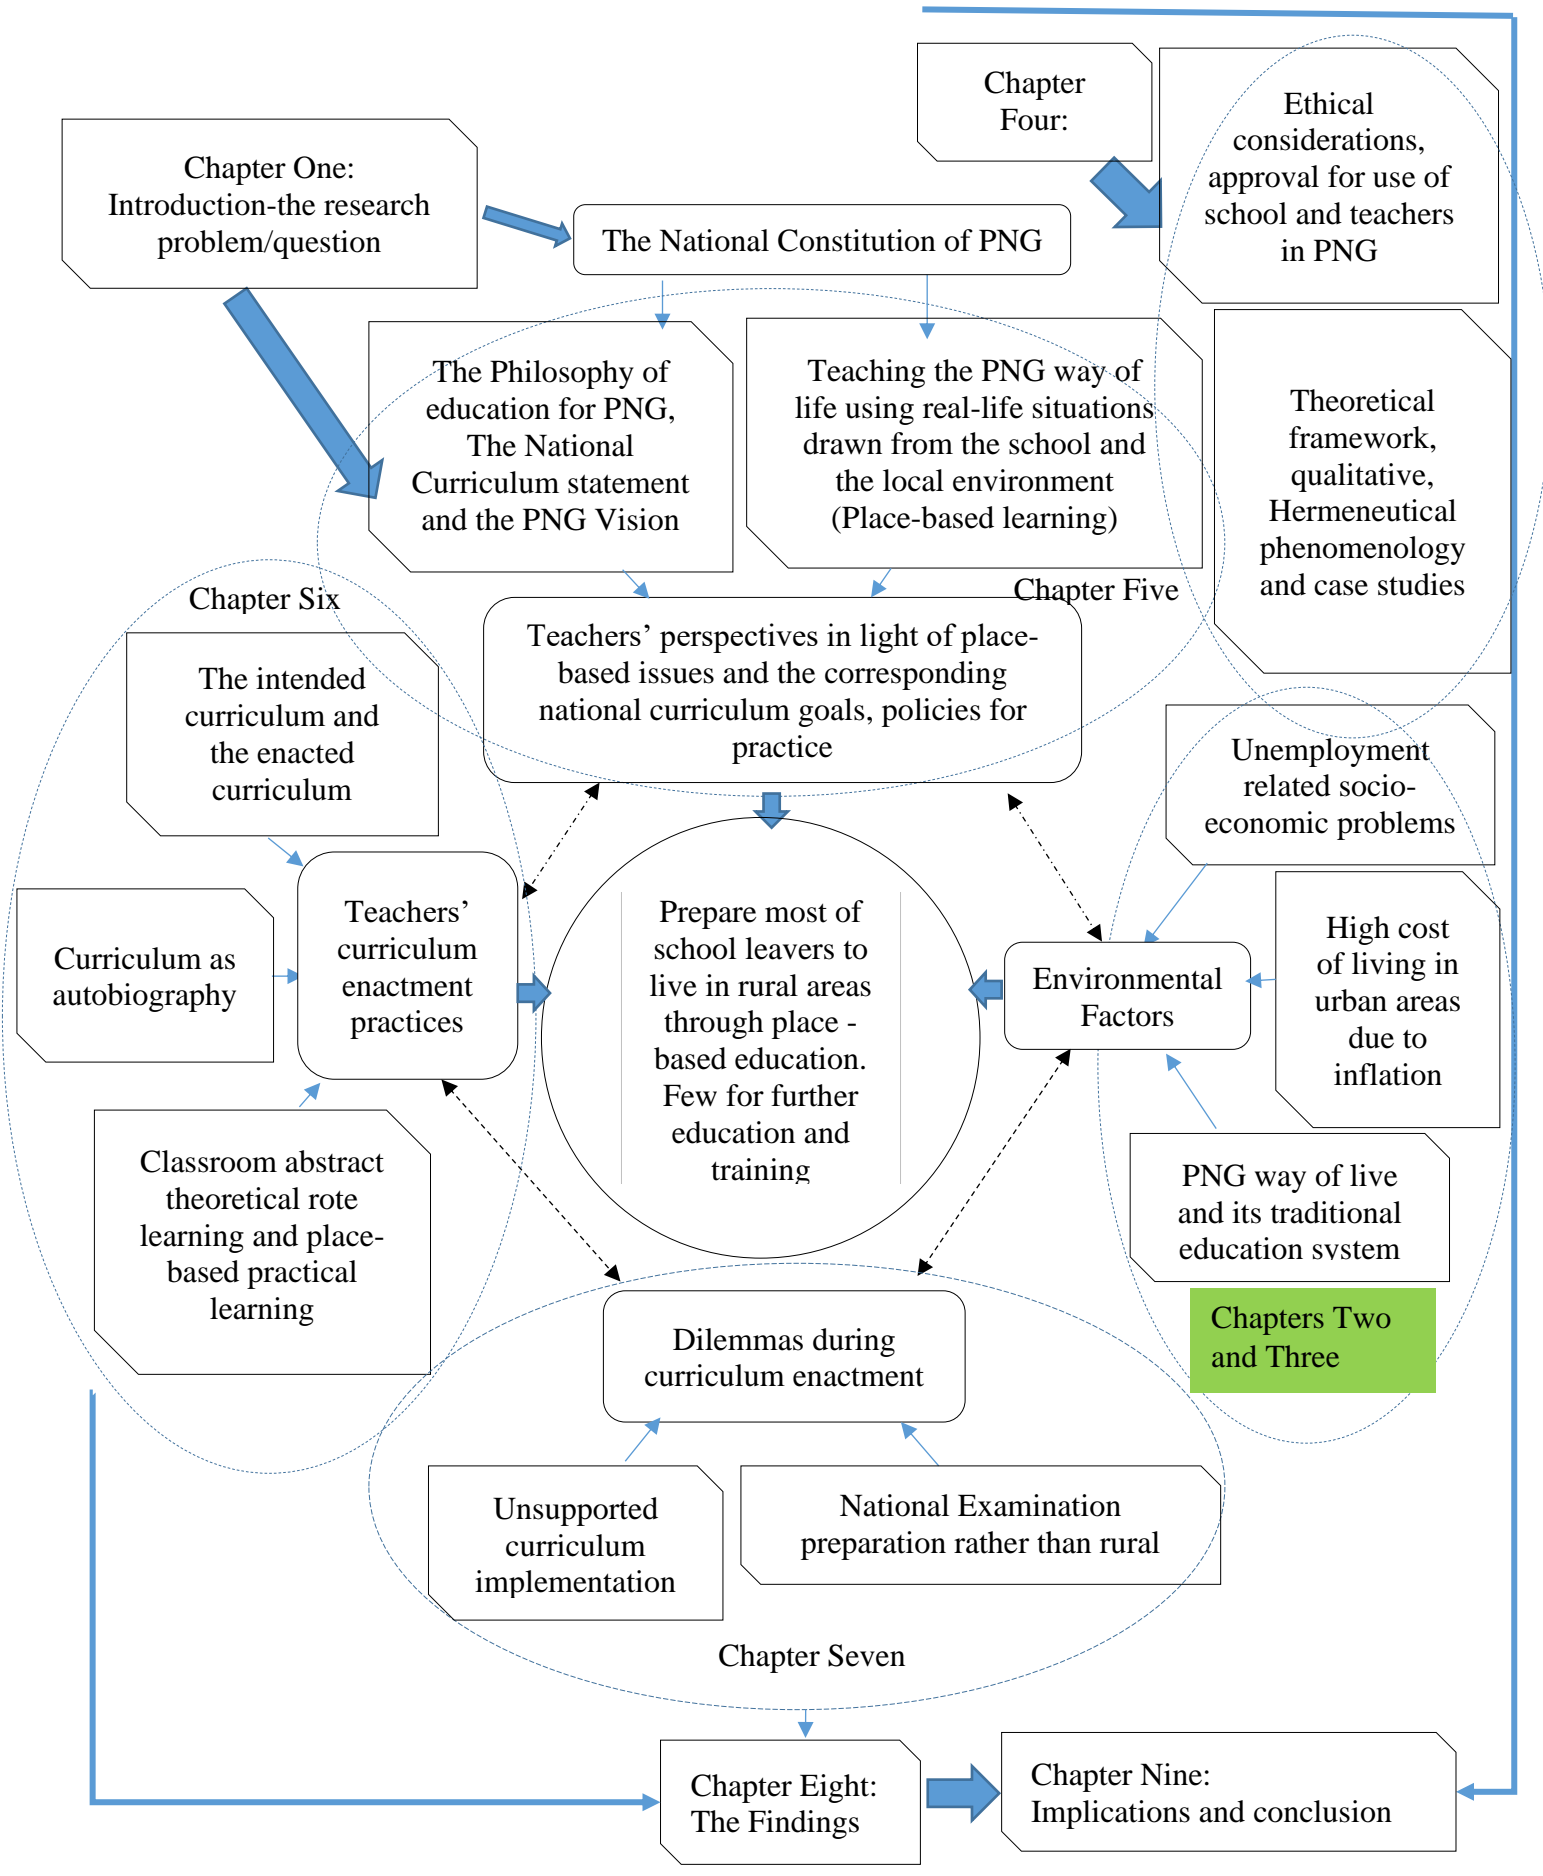 Chapter
Four:
Ethical
considerations,
approval for use of
school and teachers
in PNG
Chapter One:
Introduction-the research
problem/question
The National Constitution of PNG
The Philosophy of
education for PNG,
The National
Curriculum statement
and the PNG Vision
Teaching the PNG way of
life using real-life situations
drawn from the school and
the local environment
(Place-based learning)
Theoretical
framework,
qualitative,
Hermeneutical
phenomenology
and case studies
Chapter Six
Chapter Five
The intended
curriculum and
the enacted
curriculum
Teachers’ perspectives in light of place-
based issues and the corresponding
national curriculum goals, policies for
practice
Unemployment
related socio-
economic problems
Curriculum as
autobiography
Teachers’
curriculum
enactment
practices
Prepare most of
school leavers to
live in rural areas
through place -
based education.
Few for further
education and
training
Environmental
Factors
High cost
of living in
urban areas
due to
inflation
Classroom abstract
theoretical rote
learning and place-
based practical
learning
PNG way of live
and its traditional
education system
Chapters Two
and Three
Dilemmas during
curriculum enactment
Unsupported
curriculum
implementation
National Examination
preparation rather than rural
Chapter Seven
Chapter Eight:
The Findings
Chapter Nine:
Implications and conclusion